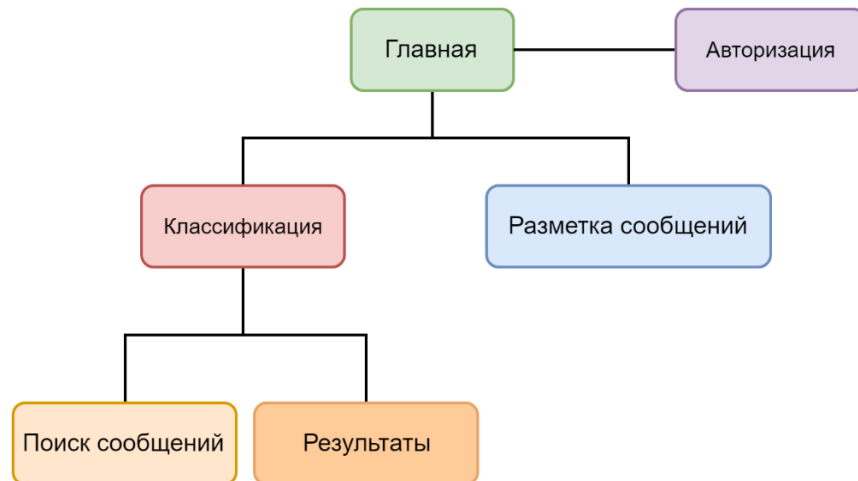 Главная
Авторизация
Классификация
Разметка сообщений
Поиск сообщений
Результаты